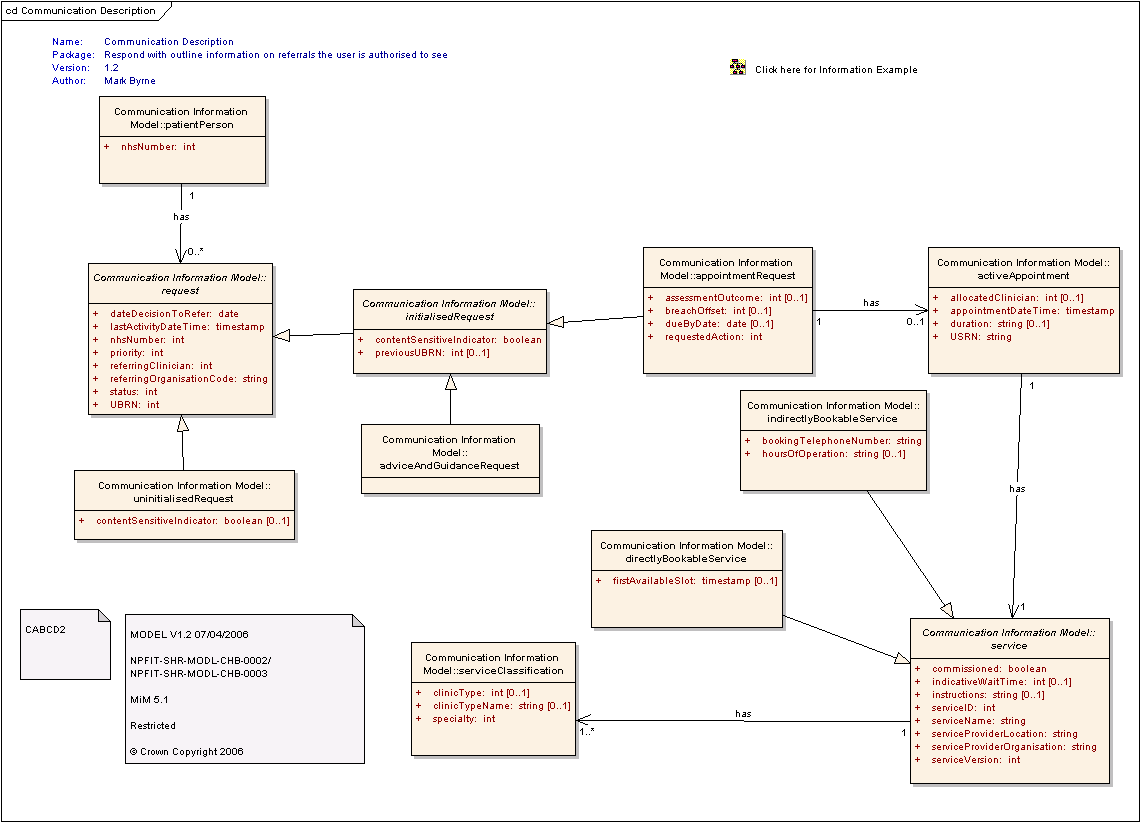 cd Communication Description
Name: Communication Description
Package: Respond with outline information on referrals the user is authorised to see
Version: 1.2
Author: Mark Byrne
Click here for Information Example
Communication Information
Model::patientPerson
+ nhsNumber: int
1
has
0..*
Communication Information Model::
request
+ dateDecisionToRefer: date
+ lastActivityDateTime: timestamp
+ nhsNumber: int
+ priority: int
+ referringClinician: int
+ referringOrganisationCode: string
+ status: int
+ UBRN: int
Communication Information Model::
initialisedRequest
+ contentSensitiveIndicator: boolean
+ previousUBRN: int [0..1]
Communication Information
Model::appointmentRequest
+ assessmentOutcome: int [0..1]
+ breachOffset: int [0..1]
+ dueByDate: date [0..1]
+ requestedAction: int
has
1
0..1
Communication Information Model::
activeAppointment
+ allocatedClinician: int [0..1]
+ appointmentDateTime: timestamp
+ duration: string [0..1]
+ USRN: string
1
has
1
Communication Information Model::
indirectlyBookableService
+ bookingTelephoneNumber: string
+ hoursOfOperation: string [0..1]
Communication Information
Model::
adviceAndGuidanceRequest
Communication Information Model::
uninitialisedRequest
+ contentSensitiveIndicator: boolean [0..1]
Communication Information Model::
directlyBookableService
+ firstAvailableSlot: timestamp [0..1]
Communication Information Model::
service
+ commissioned: boolean
+ indicativeWaitTime: int [0..1]
+ instructions: string [0..1]
+ serviceID: int
+ serviceName: string
+ serviceProviderLocation: string
+ serviceProviderOrganisation: string
+ serviceVersion: int
Communication Information
Model::serviceClassification
+ clinicType: int [0..1]
+ clinicTypeName: string [0..1]
+ specialty: int
has
1..*
1
CABCD2
MODEL V1.2 07/04/2006
NPFIT-SHR-MODL-CHB-0002/
NPFIT-SHR-MODL-CHB-0003
MiM 5.1
Restricted
© Crown Copyright 2006